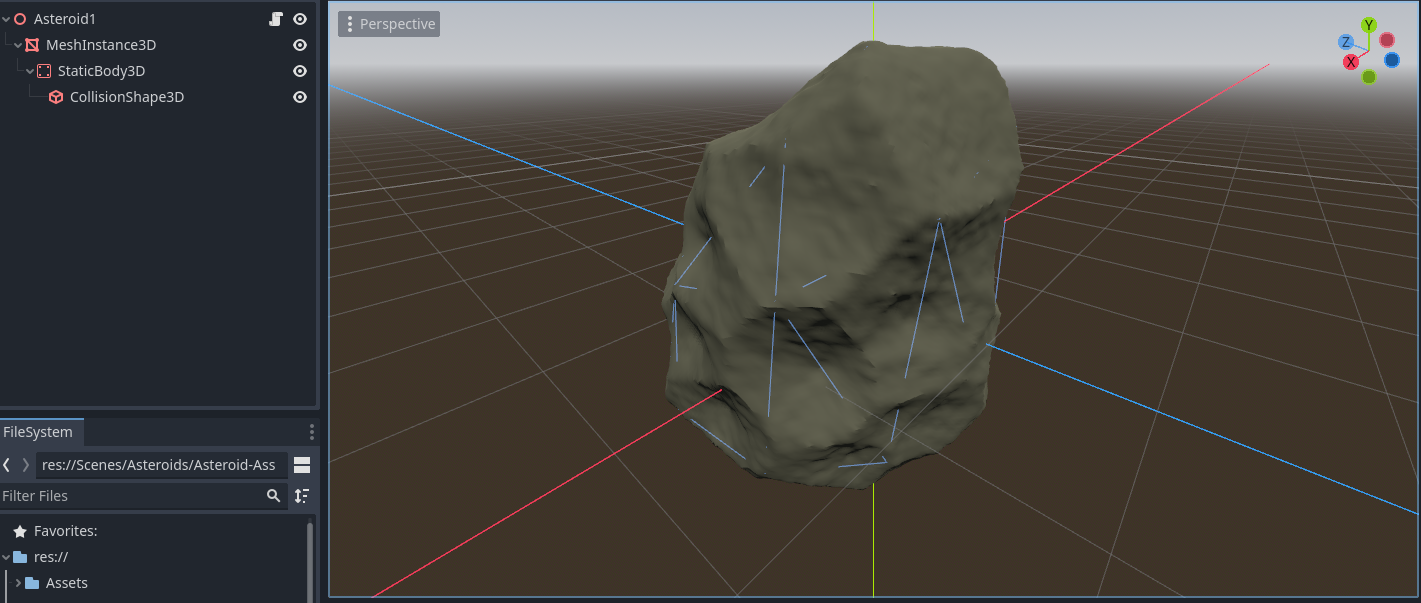 Asteroid1
MeshInstance3D
StaticBody3D
CollisionShape3D
Perspective
Y
Z
X
FileSystem
res://Scenes/Asteroids/Asteroid-Ass
Filter Files
Favorites:
res://
Assets